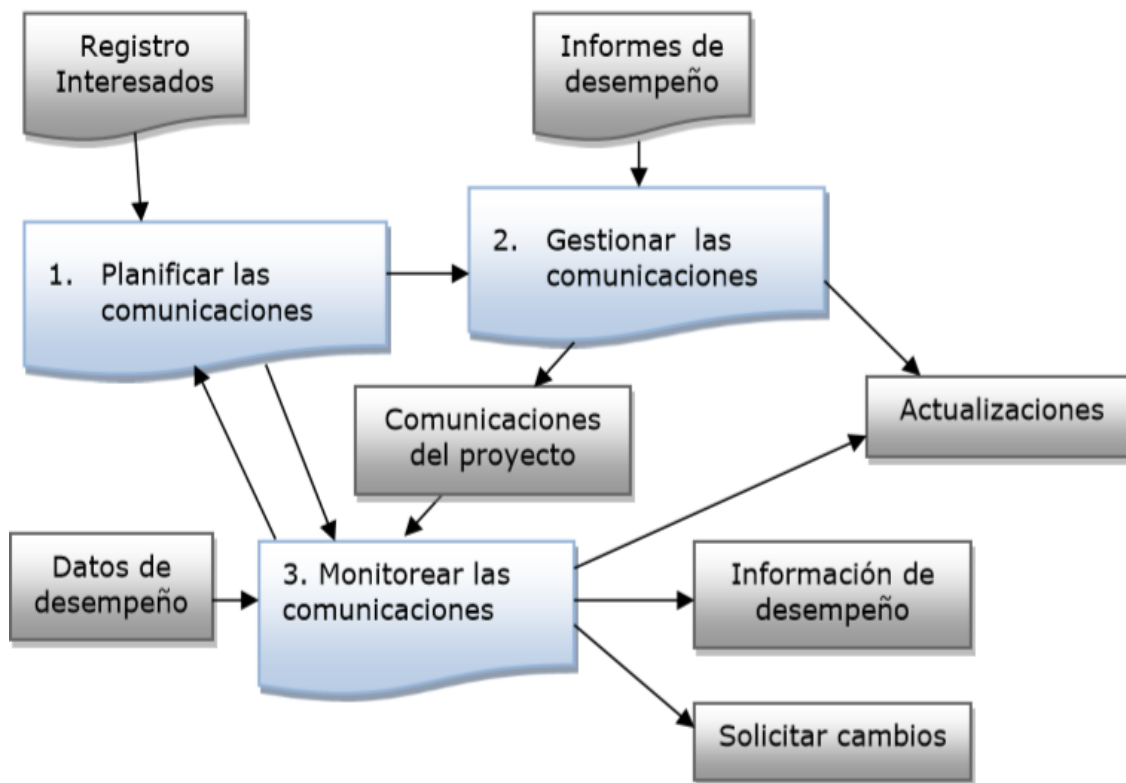 Registro
Interesados
Informes de
desempeño
1. Planificar las
comunicaciones
2. Gestionar las
comunicaciones
Comunicaciones
del proyecto
Actualizaciones
Datos de
desempeño
3. Monitorear las
comunicaciones
Información de
desempeño
Solicitar cambios